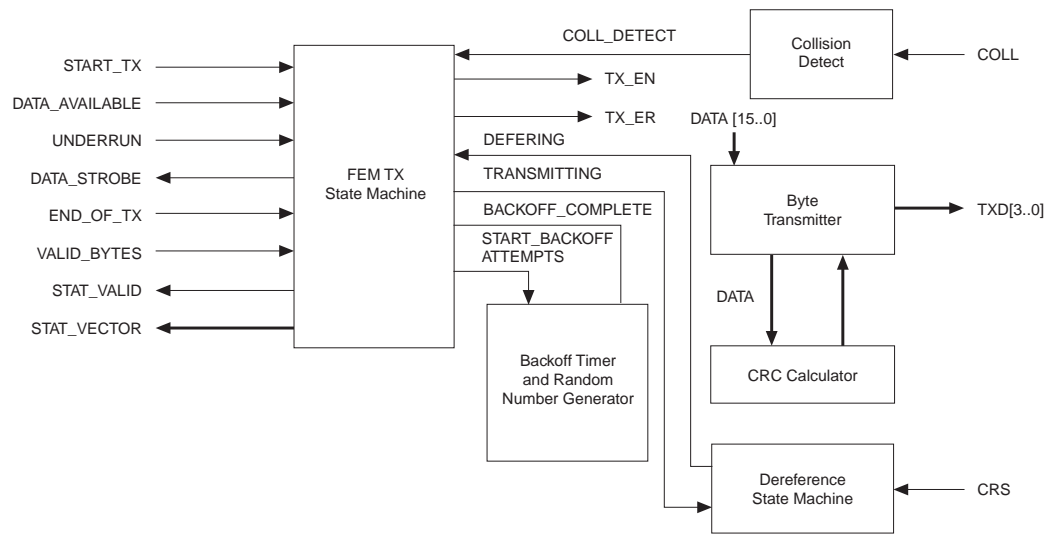 START_TX
DATA_AVAILABLE
UNDERRUN
DATA_STROBE
END_OF_TX
VALID_BYTES
STAT_VALID
STAT_VECTOR
FEM TX
State Machine
COLL_DETECT
TX_EN
TX_ER
DEFERING
TRANSMITTING
BACKOFF_COMPLETE
START_BACKOFF
ATTEMPTS
Backoff Timer
and Random
Number Generator
Collision
Detect
COLL
DATA [15..0]
Byte
Transmitter
TXD[3..0]
DATA
CRC Calculator
Dereference
State Machine
CRS